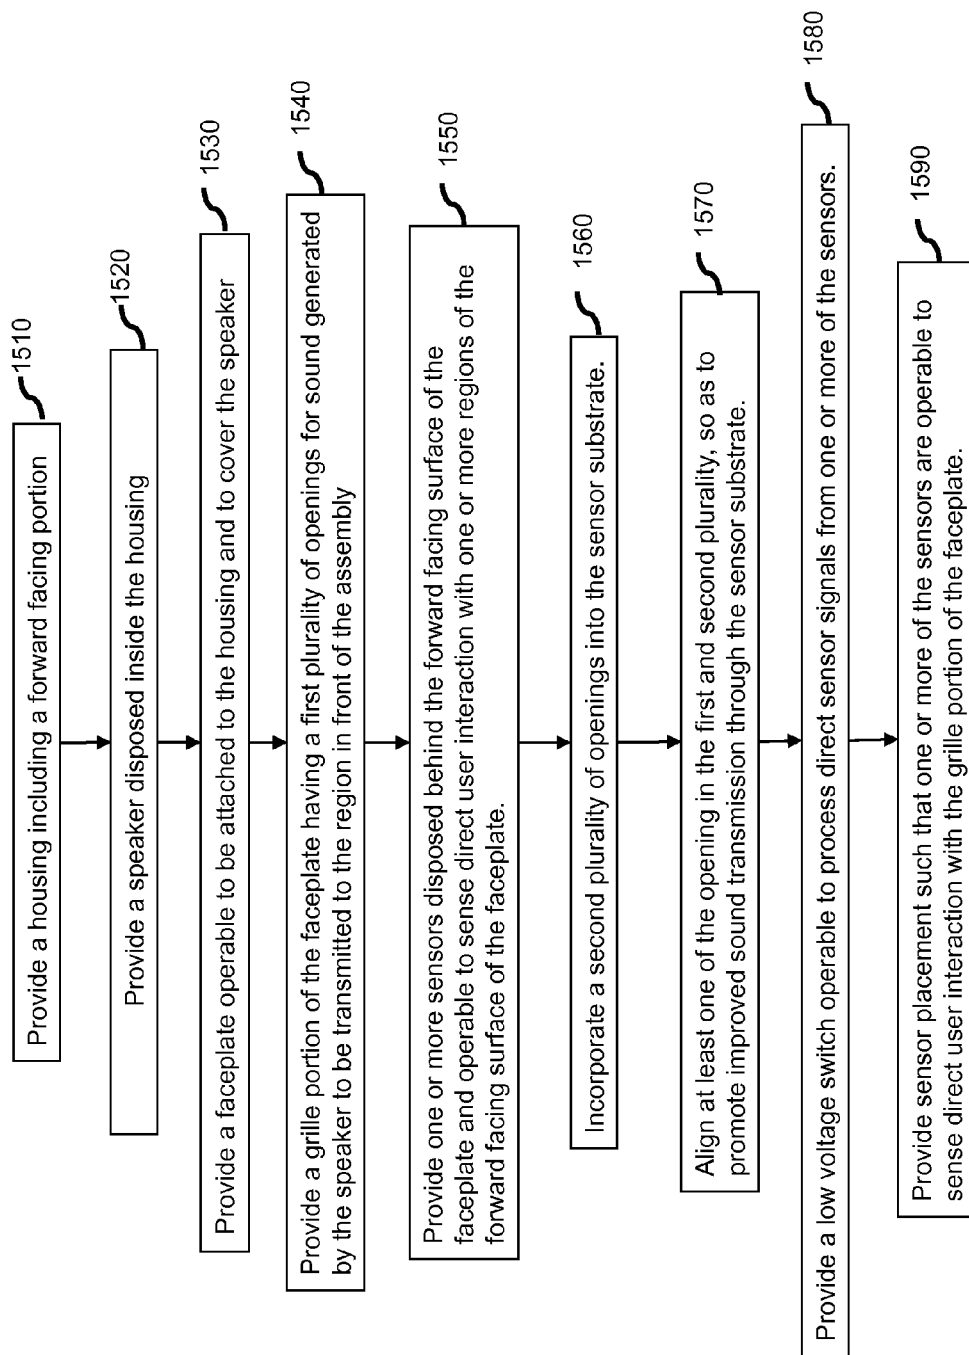 Provide a housing including a forward facing portion
1510
Provide a speaker disposed inside the housing
1520
Provide a faceplate operable to be attached to the housing and to cover the speaker
1530
Provide a grille portion of the faceplate having a first plurality of openings for sound generated
by the speaker to be transmitted to the region in front of the assembly
1540
Provide one or more sensors disposed behind the forward facing surface of the
faceplate and operable to sense direct user interaction with one or more regions of the
forward facing surface of the faceplate.
1550
Incorporate a second plurality of openings into the sensor substrate.
1560
Align at least one of the opening in the first and second plurality, so as to
promote improved sound transmission through the sensor substrate.
1570
Provide a low voltage switch operable to process direct sensor signals from one or more of the sensors.
1580
Provide sensor placement such that one or more of the sensors are operable to
sense direct user interaction with the grille portion of the faceplate.
1590